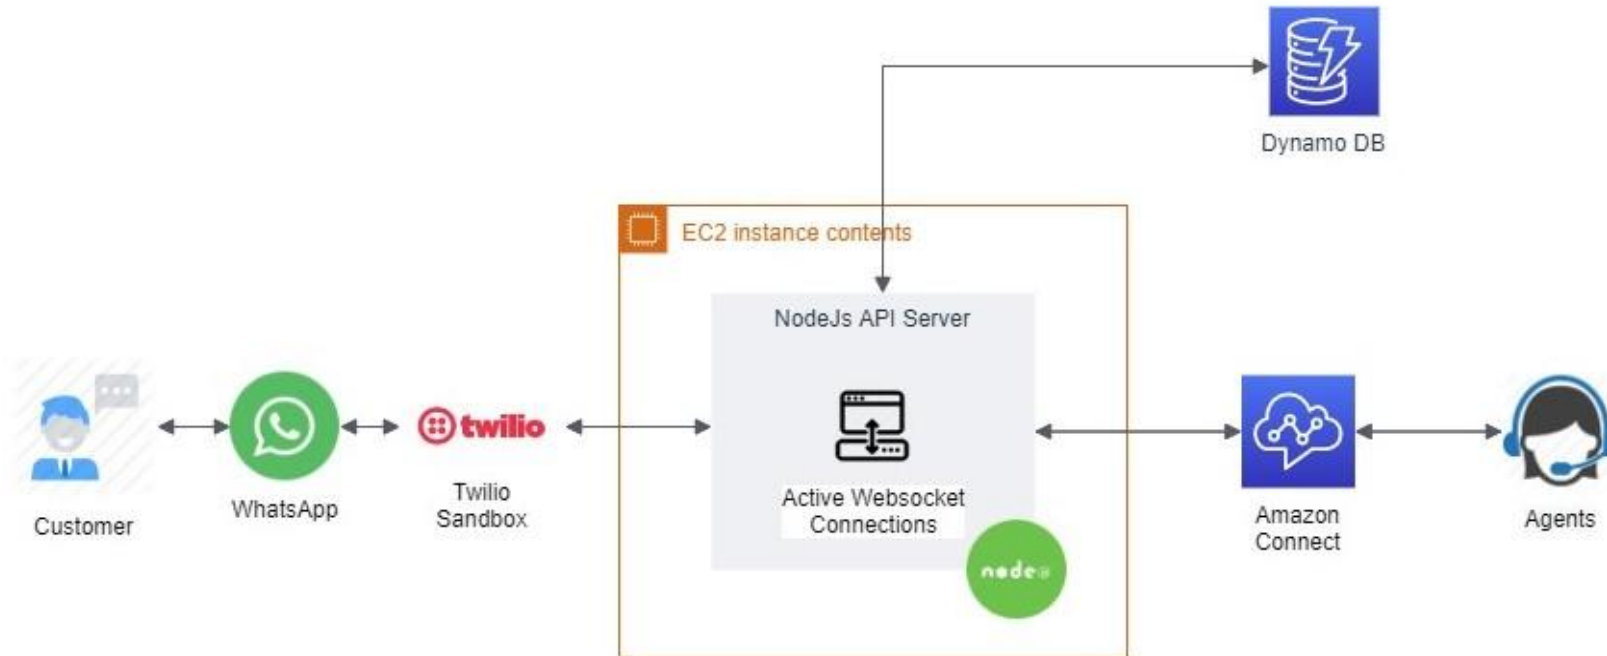 Dynamo DB
EC2 instance contents
NodeJs API Server
twilio
Active Websocket
Connections
Customer
WhatsApp
Twilio
Sandbox
node
Amazon
Connect
Agents